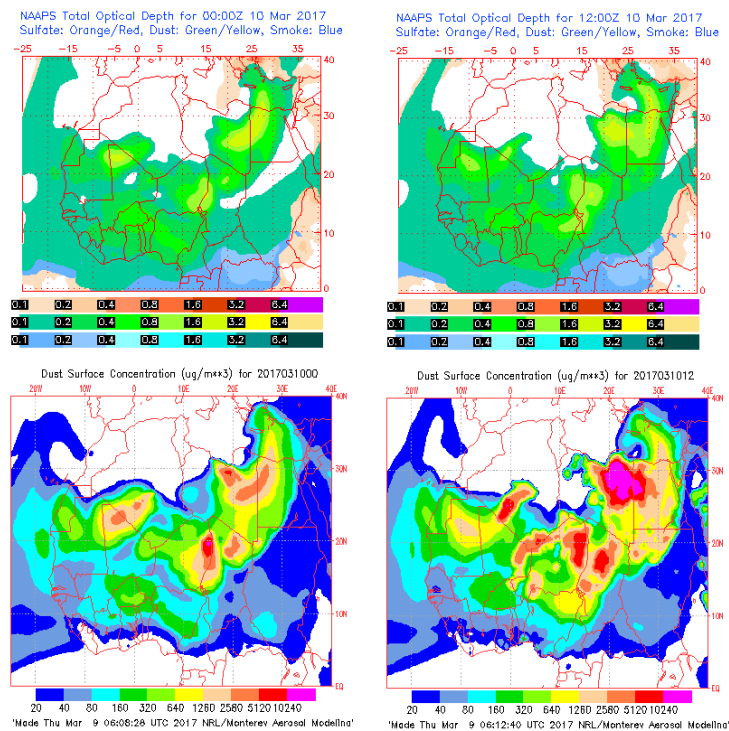 NAAPS Total Optical Depth for 00:00Z 10 Mar 2017
Sulfate: Orange/Red, Dust: Green/Yellow, Smoke: Blue
-25 -15 -5 0 5 15 25 35 40
30
20
10
0
0.1 0.2 0.4 0.8 1.6 3.2 6.4
0.1 0.2 0.4 0.8 1.6 3.2 6.4
0.1 0.2 0.4 0.8 1.6 3.2 6.4
NAAPS Total Optical Depth for 12:00Z 10 Mar 2017
Sulfate: Orange/Red, Dust: Green/Yellow, Smoke: Blue
-25 -15 -5 0 5 15 25 35 40
30
20
10
0
0.1 0.2 0.4 0.8 1.6 3.2 6.4
0.1 0.2 0.4 0.8 1.6 3.2 6.4
0.1 0.2 0.4 0.8 1.6 3.2 6.4
Dust Surface Concentration (ug/m**3) for 2017031000
20W 10W 0 10E 20E 30E 40E
40N
30N
20N
10N
EQ
20 40 80 160 320 640 1280 2580 5120 10240
'Made Thu Mar 9 06:08:28 UTC 2017 NRL/Monterey Aerosol Modeling'
Dust Surface Concentration (ug/m**3) for 2017031012
20W 10W 0 10E 20E 30E 40E
40N
30N
20N
10N
EQ
20 40 80 160 320 640 1280 2580 5120 10240
'Made Thu Mar 9 06:12:40 UTC 2017 NRL/Monterey Aerosol Modeling'